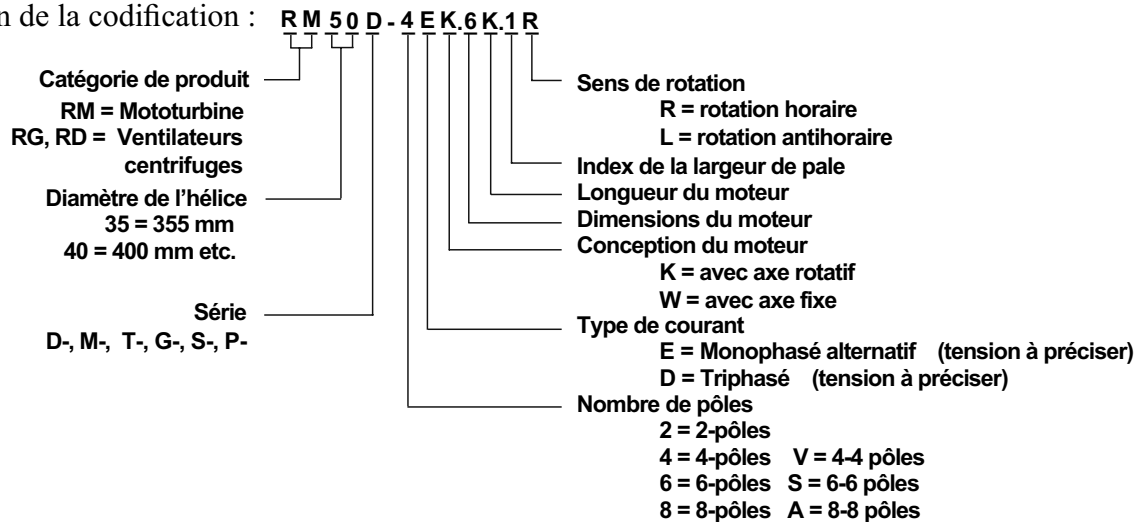 n de la codification : RM50D-4EK.6K.1R
Catégorie de produit
RM = Mototurbine
RG, RD = Ventilateurs
centrifuges
Diamètre de l'hélice
35 = 355 mm
40 = 400 mm etc.
Série
D-, M-, T-, G-, S-, P-
Sens de rotation
R = rotation horaire
L = rotation antihoraire
Index de la largeur de pale
Longueur du moteur
Dimensions du moteur
Conception du moteur
K = avec axe rotatif
W = avec axe fixe
Type de courant
E = Monophasé alternatif (tension à préciser)
D = Triphasé (tension à préciser)
Nombre de pôles
2 = 2-pôles
4 = 4-pôles V = 4-4 pôles
6 = 6-pôles S = 6-6 pôles
8 = 8-pôles A = 8-8 pôles